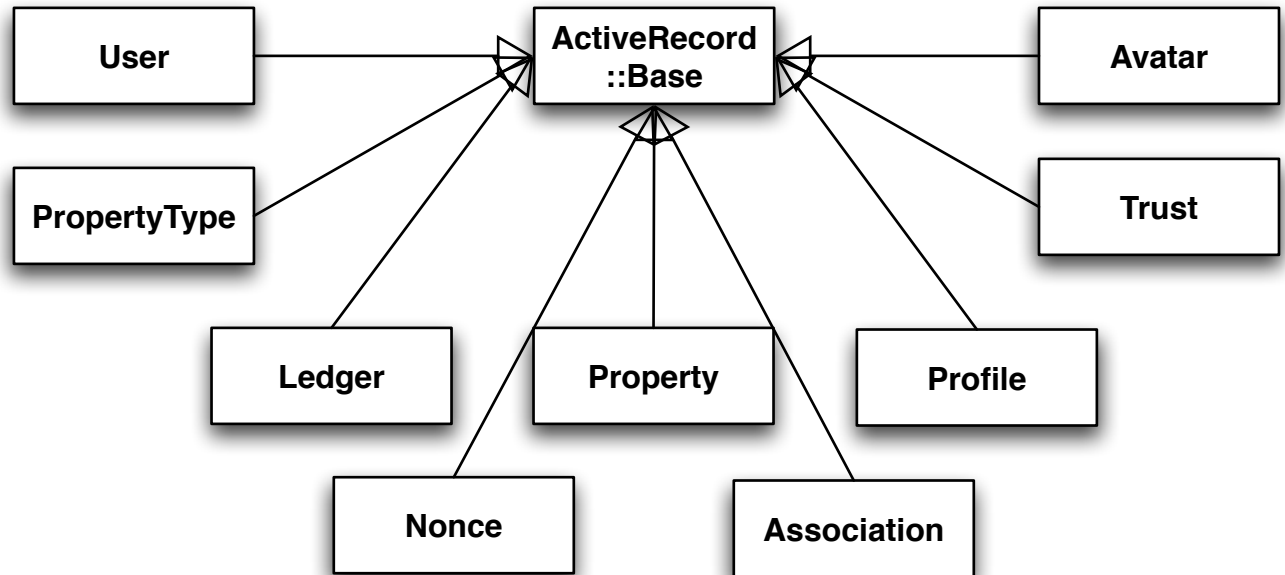 User
ActiveRecord
::Base
Avatar
PropertyType
Trust
Ledger
Property
Profile
Nonce
Association